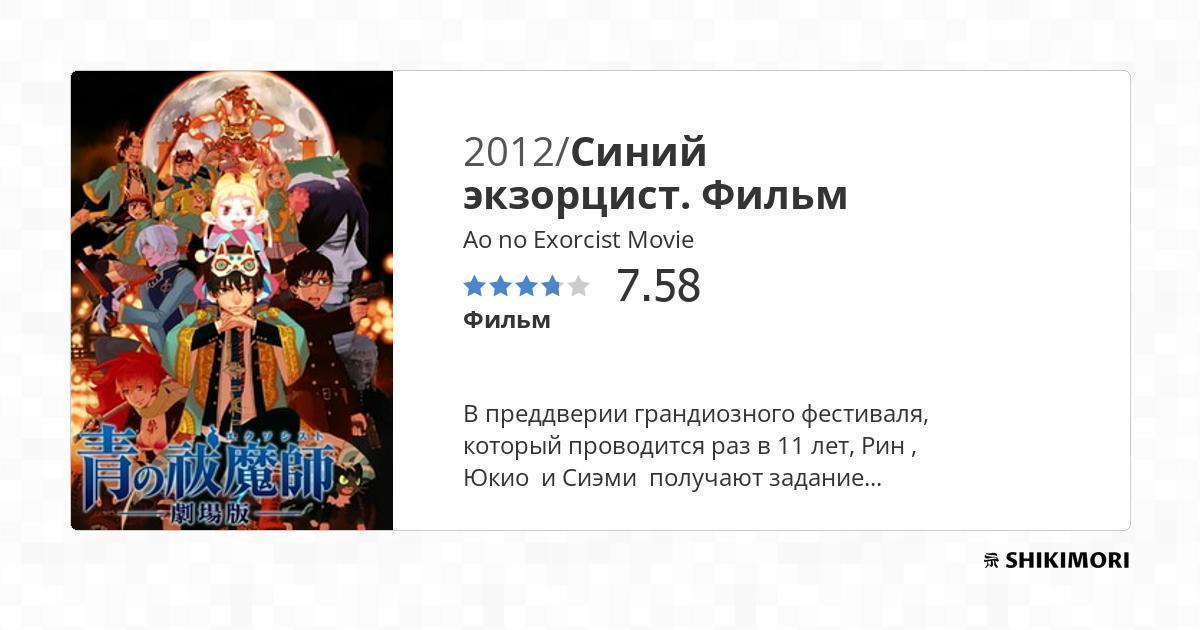 2012/Синий
экзорцист. Фильм
Ao no Exorcist Movie
7.58
Фильм
В преддверии грандиозного фестиваля,
который проводится раз в 11 лет, Рин ,
Юкио  и Сиэми  получают задание...
エクソシスト
青の祓魔師
劇場版
SHIKIMORI